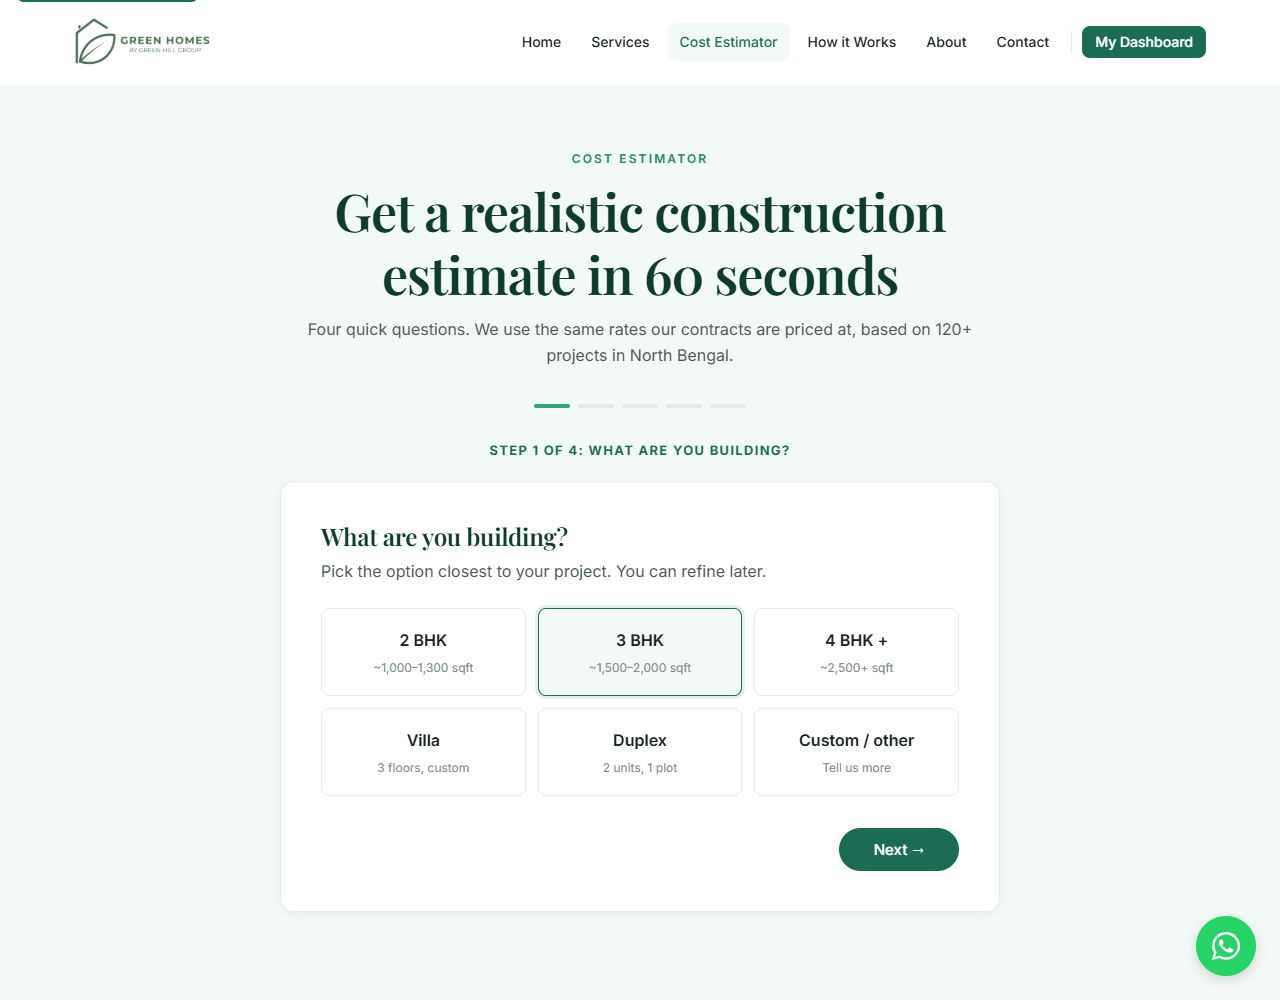 GREEN HOMES
BY GREEN HILL GROUP
Home
Services
Cost Estimator
How it Works
About
Contact
My Dashboard
COST ESTIMATOR
Get a realistic construction
estimate in 60 seconds
Four quick questions. We use the same rates our contracts are priced at, based on 120+
projects in North Bengal.
STEP 1 OF 4: WHAT ARE YOU BUILDING?
What are you building?
Pick the option closest to your project. You can refine later.
2 BHK
~1,000–1,300 sqft
3 BHK
~1,500–2,000 sqft
4 BHK +
~2,500+ sqft
Villa
3 floors, custom
Duplex
2 units, 1 plot
Custom / other
Tell us more
Next →